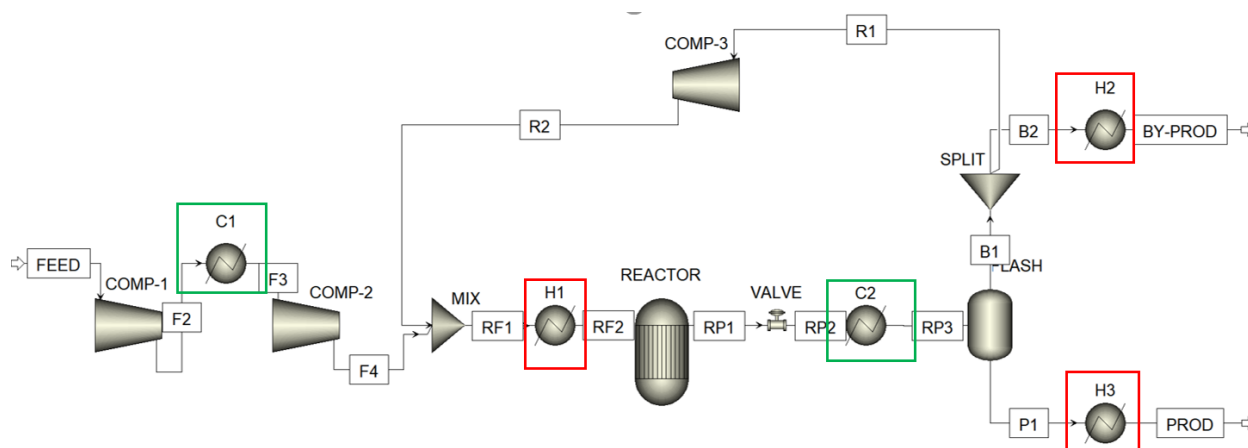 COMP-3
R1
H2
R2
B2
BY-PROD
SPLIT
C1
B1
FLASH
FEED
COMP-1
F2
F3
COMP-2
F4
MIX
RF1
H1
RF2
REACTOR
RP1
VALVE
RP2
C2
RP3
H3
P1
PROD